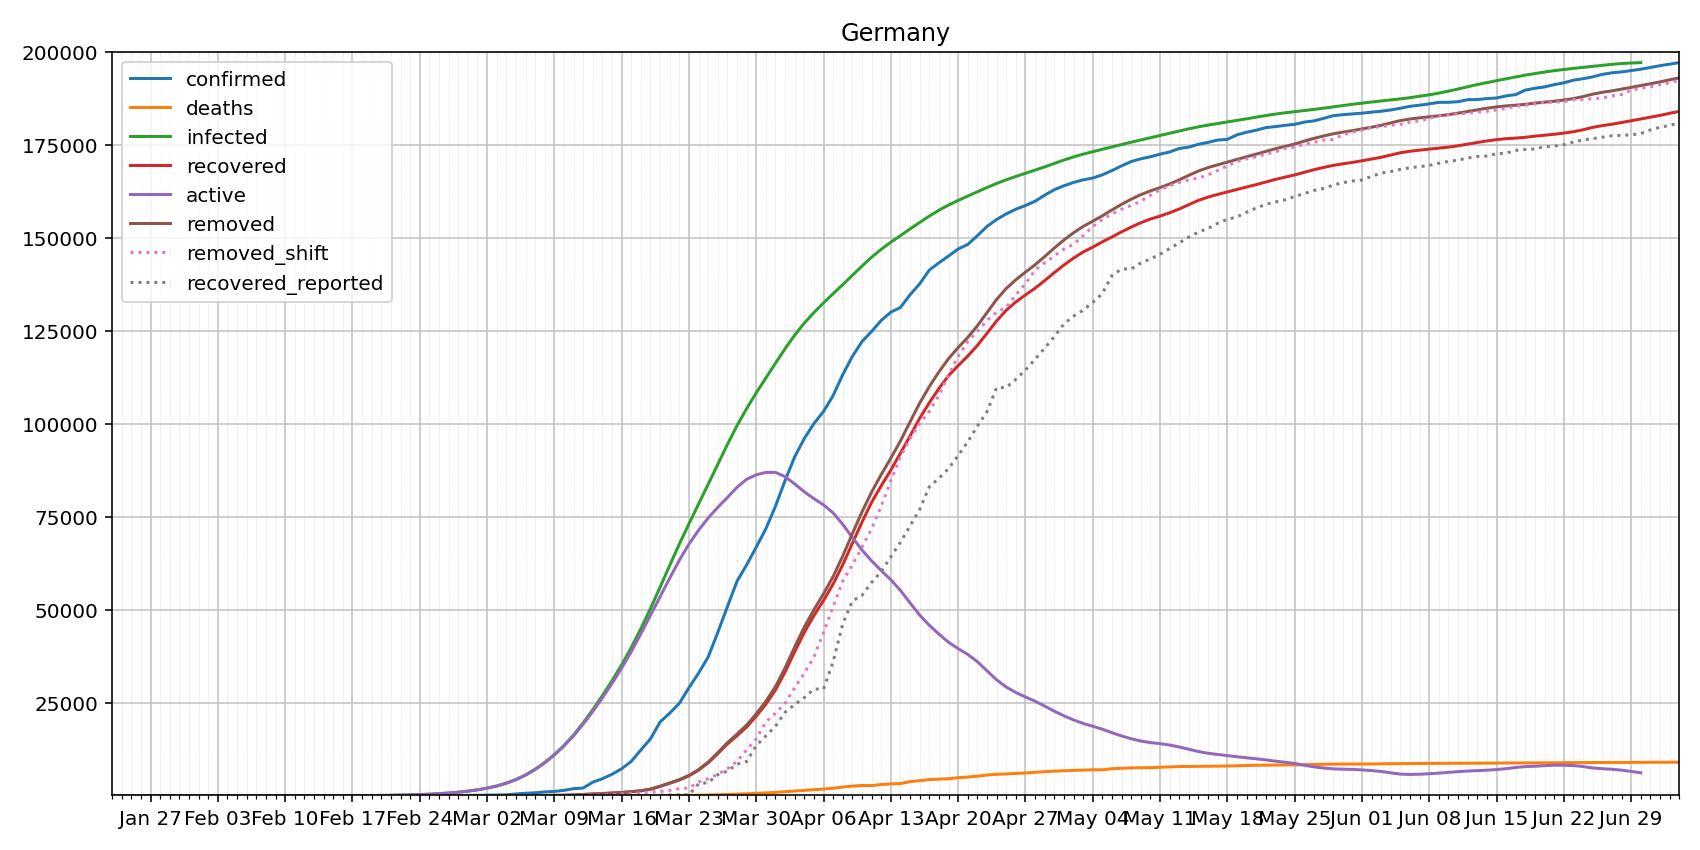 Germany
200000
175000
150000
125000
100000
75000
50000
25000
confirmed
deaths
infected
recovered
active
removed
removed_shift
recovered_reported
Jan 27 Feb 03 Feb 10 Feb 17 Feb 24 Mar 02 Mar 09 Mar 16 Mar 23 Mar 30 Apr 06 Apr 13 Apr 20 Apr 27 May 04 May 11 May 18 May 25 Jun 01 Jun 08 Jun 15 Jun 22 Jun 29